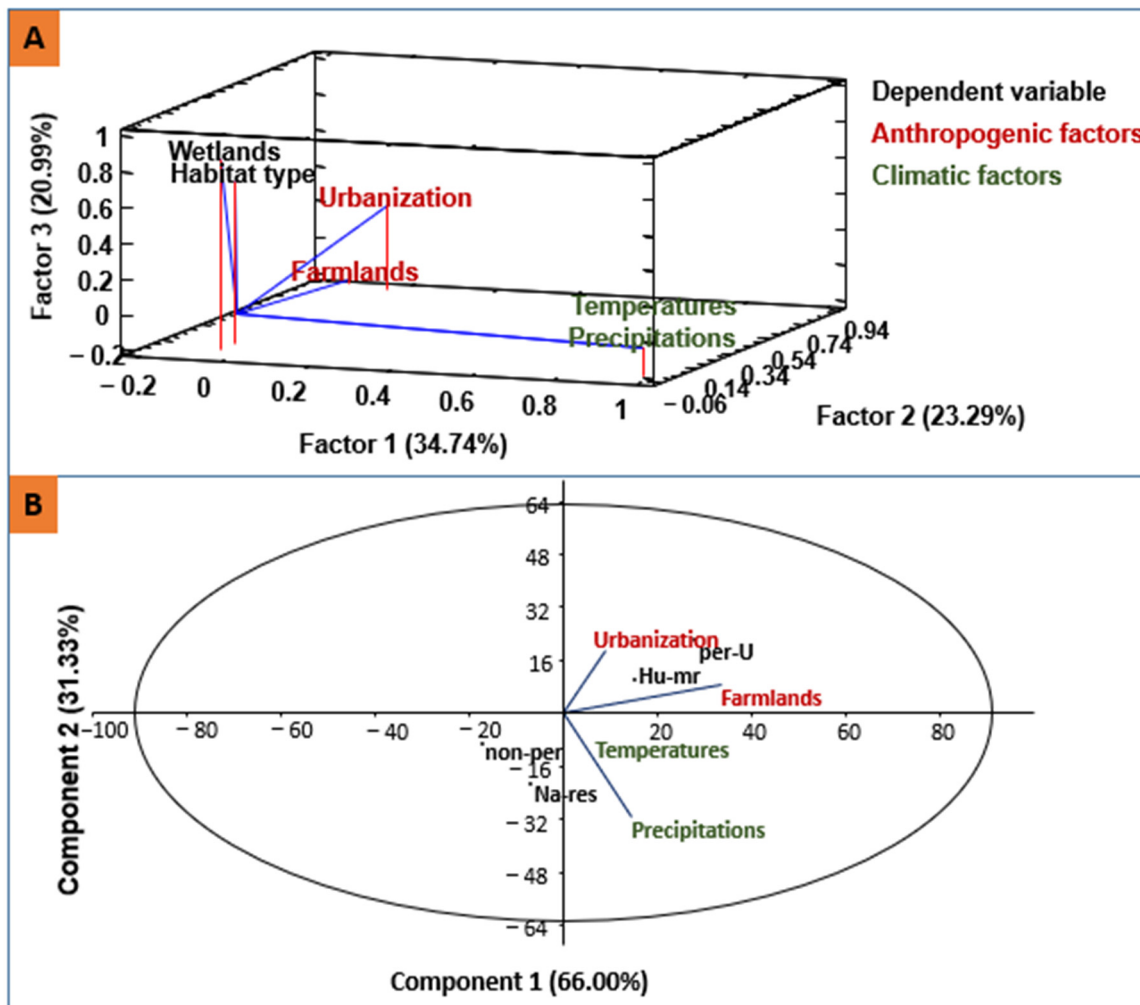 A
Dependent variable
Anthropogenic factors
Climatic factors
Factor 3 (20.99%)
1
0.8
0.6
0.4
0.2
0
– 0.2
Wetlands
Habitat type
Urbanization
Farmlands
Temperatures
Precipitations
– 0.2
0
0.2
0.4
0.6
0.8
1
– 0.06
0.14
0.34
0.54
0.74
0.94
Factor 1 (34.74%)
Factor 2 (23.29%)
B
Component 2 (31.33%)
64
48
32
16
Urbanization
per-U
Hu-mr
Farmlands
–100
– 80
– 60
– 40
– 20
20
40
60
80
non-per
Temperatures
– 16
Na-res
– 32
Precipitations
– 48
– 64
Component 1 (66.00%)